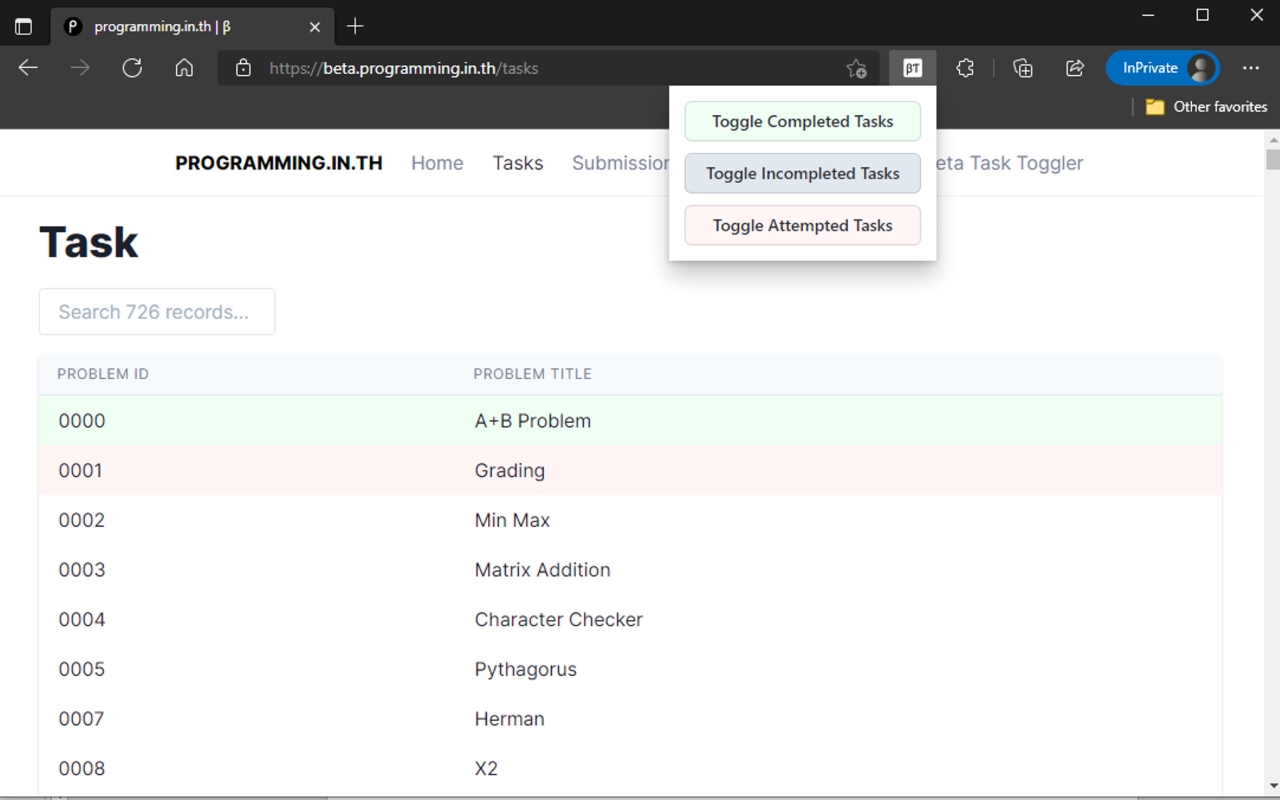 programming.in.th | β
https://beta.programming.in.th/tasks
βT
InPrivate
Other favorites
Toggle Completed Tasks
Toggle Incompleted Tasks
Toggle Attempted Tasks
PROGRAMMING.IN.TH Home Tasks Submission eta Task Toggler
Task
Search 726 records...
PROBLEM ID PROBLEM TITLE
0000 A+B Problem
0001 Grading
0002 Min Max
0003 Matrix Addition
0004 Character Checker
0005 Pythagorus
0007 Herman
0008 X2